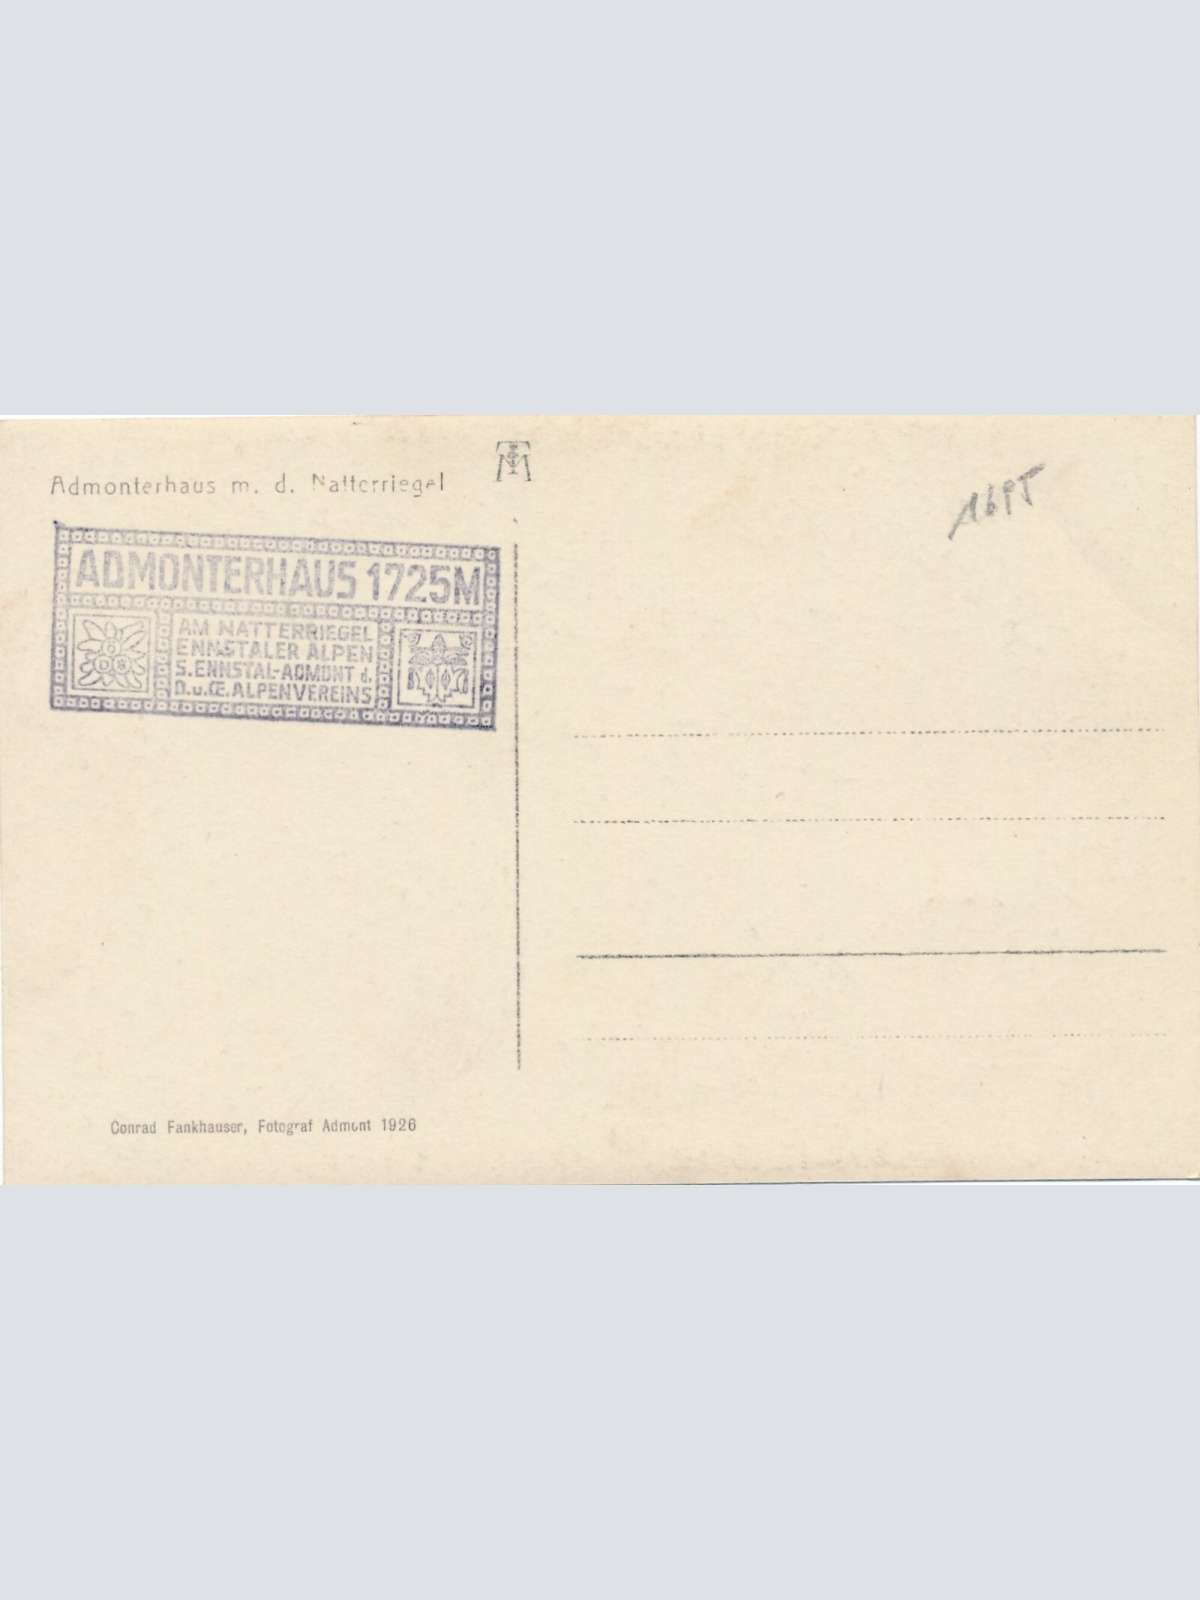 Admonterhaus m. d. Natterriegel
ADMONTERHAUS 1725M
AM NATTERRIEGEL
ENNSTALER ALPEN
S. ENNSTAL-ADMONT d.
D.u.Œ. ALPENVEREINS
Conrad Fankhauser, Fotograf Admont 1926